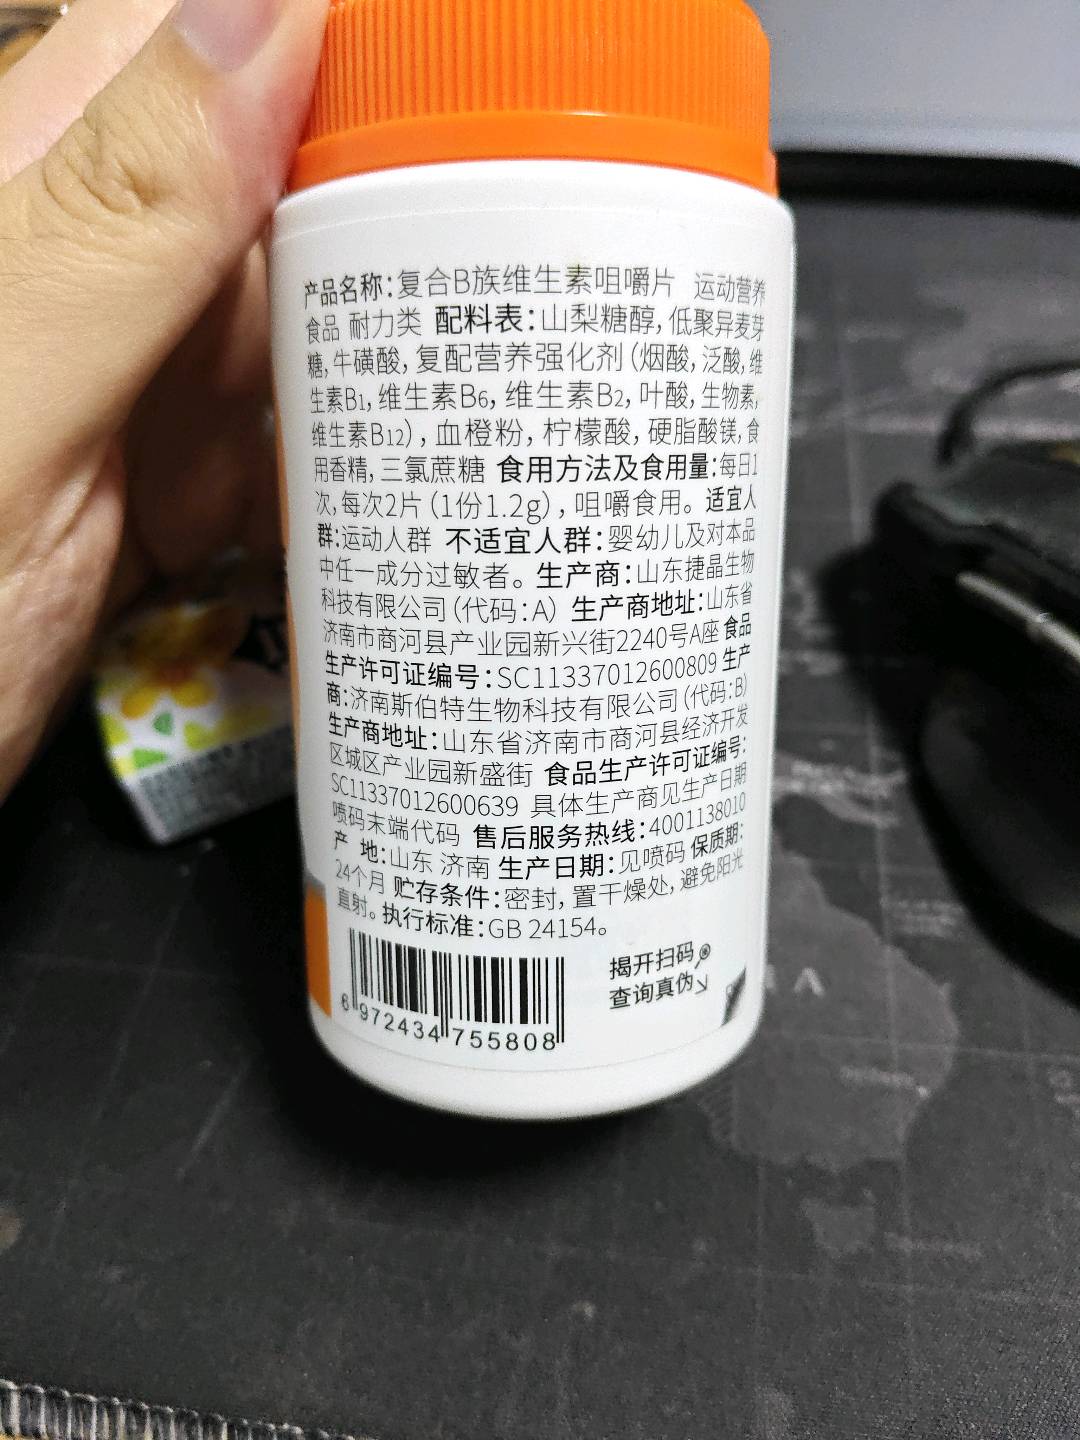 产品名称:复合B族维生素咀嚼片 运动营养
食品 耐力类 配料表:山梨糖醇,低聚异麦芽
糖,牛磺酸,复配营养强化剂(烟酸,泛酸,维
生素B1,维生素B6,维生素B2,叶酸,生物素,
维生素B12),血橙粉,柠檬酸,硬脂酸镁,食
用香精,三氯蔗糖 食用方法及食用量:每日1
次,每次2片(1份1.2g),咀嚼食用。适宜人
群:运动人群 不适宜人群:婴幼儿及对本品
中任一成分过敏者。生产商:山东捷晶生物
科技有限公司(代码:A) 生产商地址:山东省
济南市商河县产业园新兴街2240号A座 食品
生产许可证编号:SC11337012600809 生产
商:济南斯伯特生物科技有限公司(代码:B)
生产商地址:山东省济南市商河县经济开发
区城区产业园新盛街 食品生产许可证编号:
SC11337012600639 具体生产商见生产日期
喷码末端代码 售后服务热线:4001138010
产 地:山东 济南 生产日期:见喷码 保质期:
24个月 贮存条件:密封,置干燥处,避免阳光
直射。执行标准:GB 24154。
揭开扫码
查询真伪
6 972434 755808